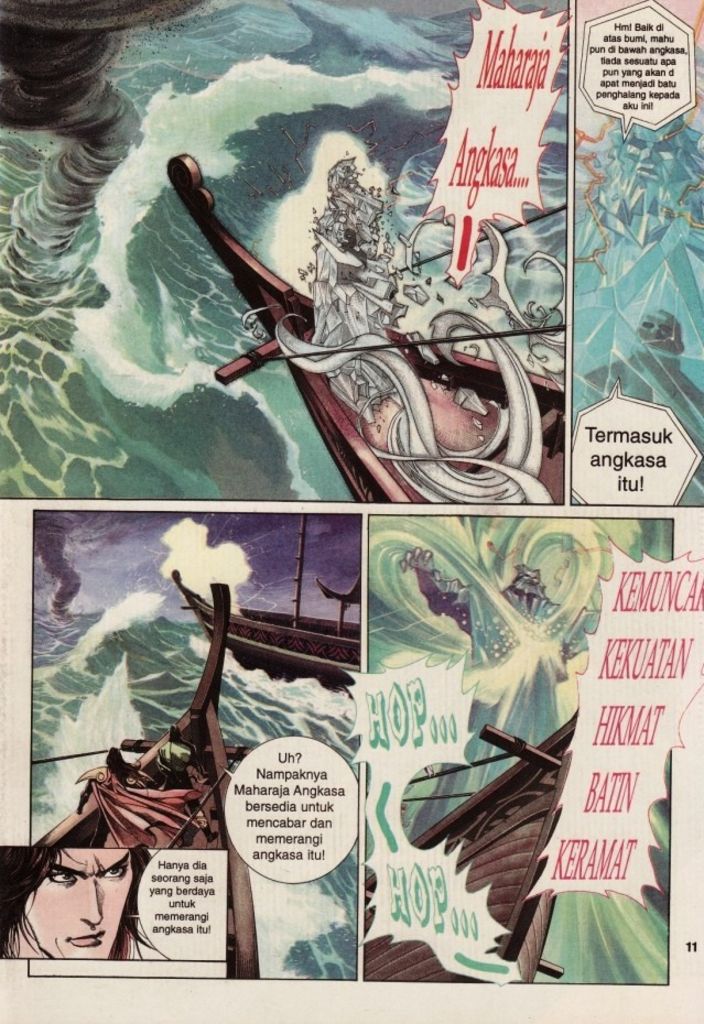 Maharaja
Angkasa....
!
Hm! Baik di
atas bumi, mahu
pun di bawah angkasa,
tiada sesuatu apa
pun yang akan d
apat menjadi batu
penghalang kepada
aku ini!
Termasuk
angkasa
itu!
Uh?
Nampaknya
Maharaja Angkasa
bersedia untuk
mencabar dan
memerangi
angkasa itu!
Hanya dia
seorang saja
yang berdaya
untuk
memerangi
angkasa itu!
HOP...
HOP...
KEMUNCAK
KEKUATAN
HIKMAT
BATIN
KERAMAT
11